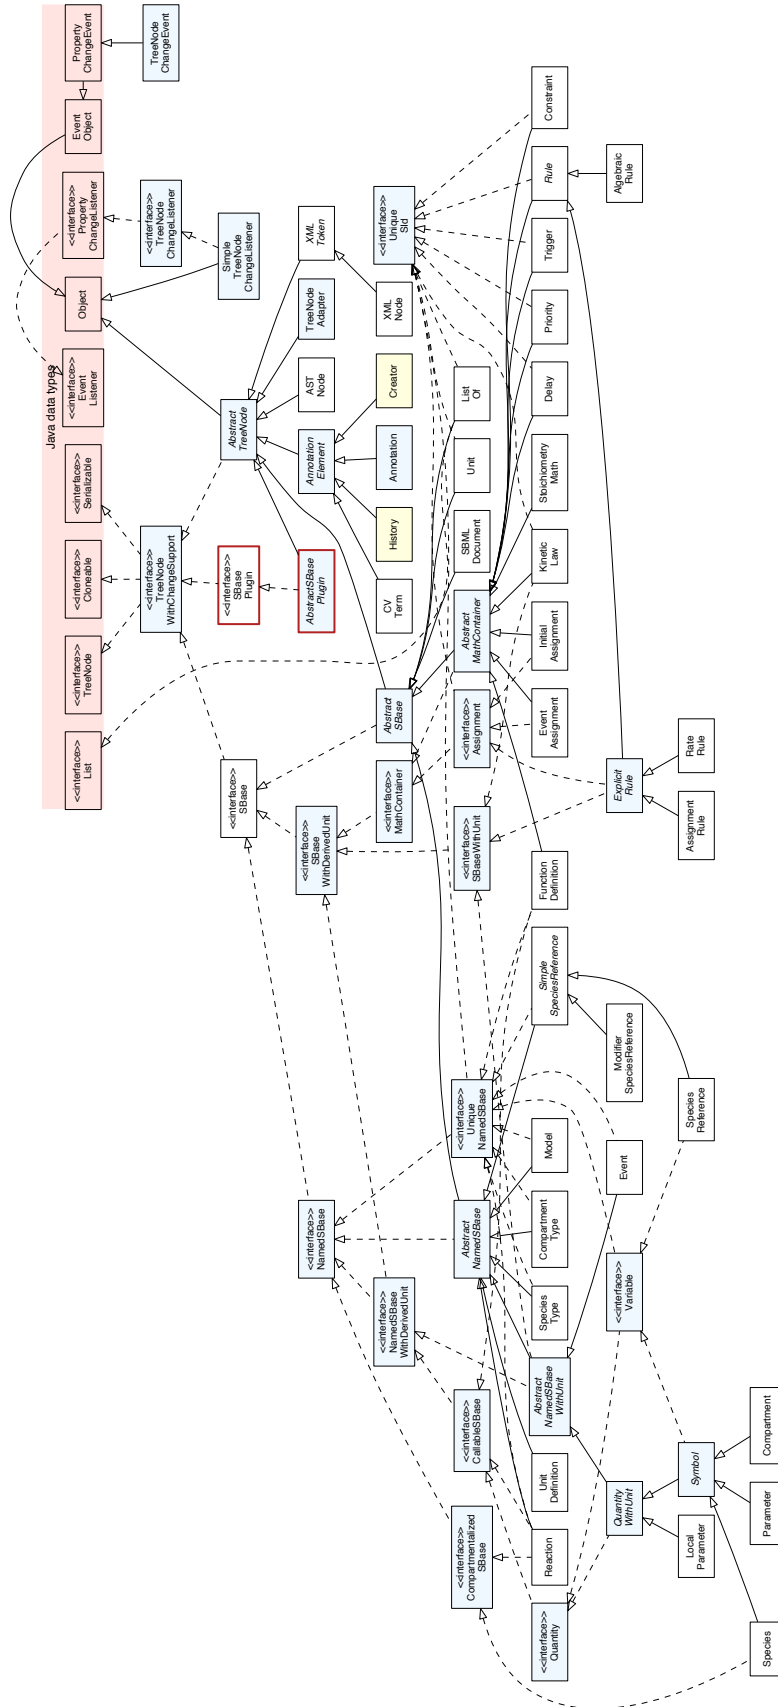 Java data types
<<interface>>
List
<<interface>>
TreeNode
<<interface>>
Cloneable
<<interface>>
Serializable
<<interface>>
Event
Listener
Object
<<interface>>
Property
ChangeListener
Event
Object
Property
ChangeEvent
<<interface>>
TreeNode
WithChangeSupport
<<interface>>
TreeNode
ChangeListener
TreeNode
ChangeEvent
<<interface>>
SBase
<<interface>>
SBase
Plugin
Abstract
TreeNode
Simple
TreeNode
ChangeListener
<<interface>>
NamedSBase
<<interface>>
SBase
WithDerivedUnit
AbstractSBase
Plugin
Annotation
Element
AST
Node
TreeNode
Adapter
XML
Token
<<interface>>
NamedSBase
WithDerivedUnit
<<interface>>
MathContainer
Abstract
SBase
CV
Term
History
Annotation
Creator
XML
Node
<<interface>>
Unique
SId
<<interface>>
Compartmentalized
SBase
<<interface>>
CallableSBase
Abstract
NamedSBase
<<interface>>
Unique
NamedSBase
<<interface>>
SBaseWithUnit
<<interface>>
Assignment
Abstract
MathContainer
SBML
Document
Unit
List
Of
<<interface>>
Quantity
Reaction
Unit
Definition
Abstract
NamedSBase
WithUnit
Species
Type
Compartment
Type
Model
Simple
SpeciesReference
Function
Definition
Event
Assignment
Initial
Assignment
Kinetic
Law
Stoichiometry
Math
Delay
Priority
Trigger
Rule
Constraint
Quantity
WithUnit
<<interface>>
Variable
Event
Modifier
SpeciesReference
Explicit
Rule
Algebraic
Rule
Local
Parameter
Symbol
Species
Reference
Assignment
Rule
Rate
Rule
Species
Parameter
Compartment